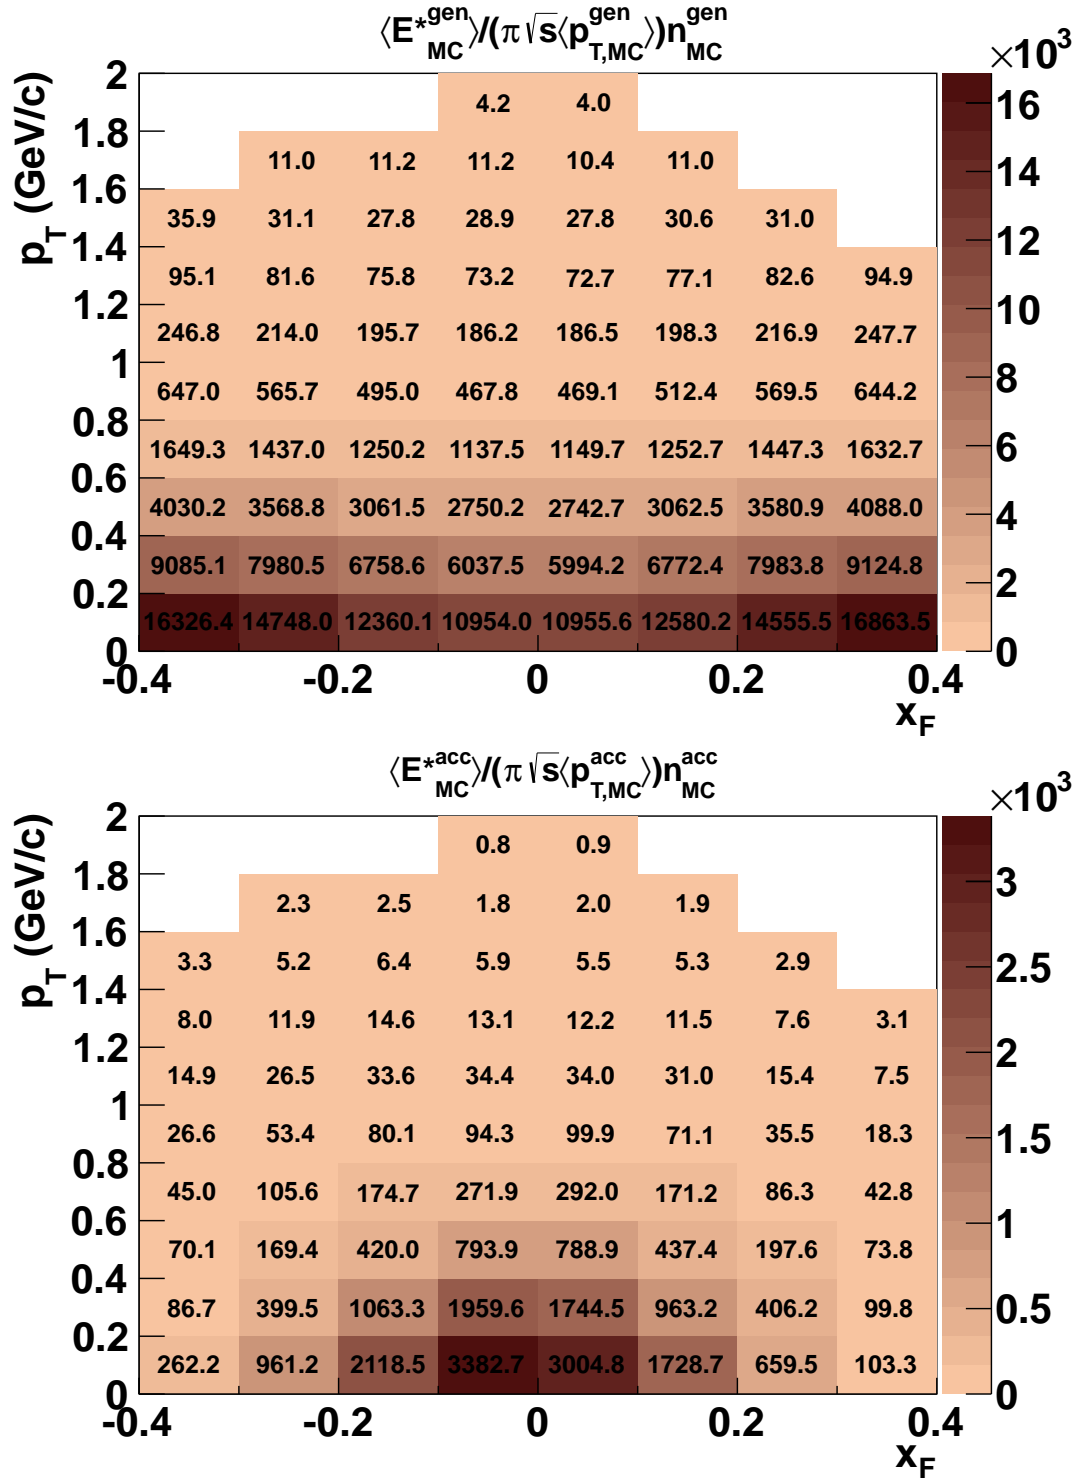 ⟨E*^gen_MC⟩/(π√s⟨p^gen_T,MC⟩)n^gen_MC
×10³
p_T (GeV/c)
2 4.2 4.0
1.8 11.0 11.2 11.2 10.4 11.0
1.6 35.9 31.1 27.8 28.9 27.8 30.6 31.0
1.4 95.1 81.6 75.8 73.2 72.7 77.1 82.6 94.9
1.2 246.8 214.0 195.7 186.2 186.5 198.3 216.9 247.7
1 647.0 565.7 495.0 467.8 469.1 512.4 569.5 644.2
0.8 1649.3 1437.0 1250.2 1137.5 1149.7 1252.7 1447.3 1632.7
0.6 4030.2 3568.8 3061.5 2750.2 2742.7 3062.5 3580.9 4088.0
0.4 9085.1 7980.5 6758.6 6037.5 5994.2 6772.4 7983.8 9124.8
0.2 16326.4 14748.0 12360.1 10954.0 10955.6 12580.2 14555.5 16863.5
0
-0.4 -0.2 0 0.2 0.4
x_F
16
14
12
10
8
6
4
2
0
⟨E*^acc_MC⟩/(π√s⟨p^acc_T,MC⟩)n^acc_MC
×10³
p_T (GeV/c)
2 0.8 0.9
1.8 2.3 2.5 1.8 2.0 1.9
1.6 3.3 5.2 6.4 5.9 5.5 5.3 2.9
1.4 8.0 11.9 14.6 13.1 12.2 11.5 7.6 3.1
1.2 14.9 26.5 33.6 34.4 34.0 31.0 15.4 7.5
1 26.6 53.4 80.1 94.3 99.9 71.1 35.5 18.3
0.8 45.0 105.6 174.7 271.9 292.0 171.2 86.3 42.8
0.6 70.1 169.4 420.0 793.9 788.9 437.4 197.6 73.8
0.4 86.7 399.5 1063.3 1959.6 1744.5 963.2 406.2 99.8
0.2 262.2 961.2 2118.5 3382.7 3004.8 1728.7 659.5 103.3
0
-0.4 -0.2 0 0.2 0.4
x_F
3
2.5
2
1.5
1
0.5
0